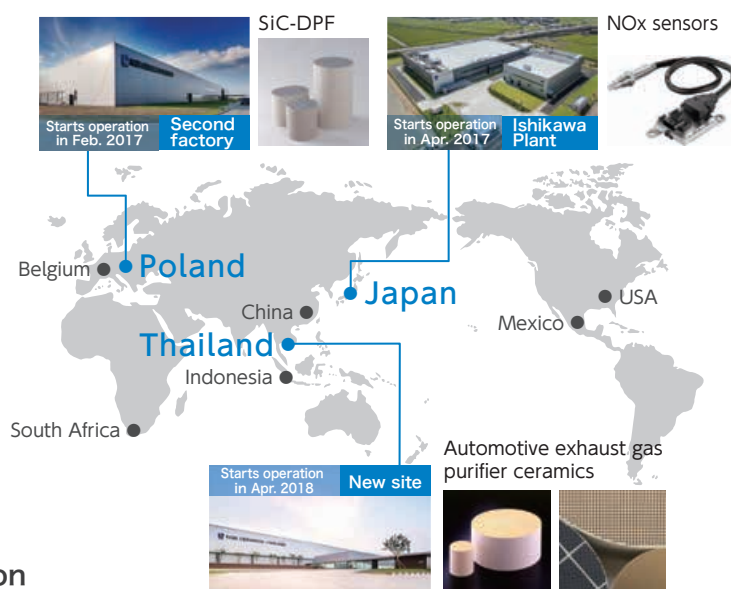 SiC-DPF
NOx sensors
Starts operation
in Feb. 2017
Second
factory
Starts operation
in Apr. 2017
Ishikawa
Plant
Belgium
Poland
Japan
China
USA
Mexico
Thailand
Indonesia
South Africa
Automotive exhaust gas
purifier ceramics
Starts operation
in Apr. 2018
New site
on